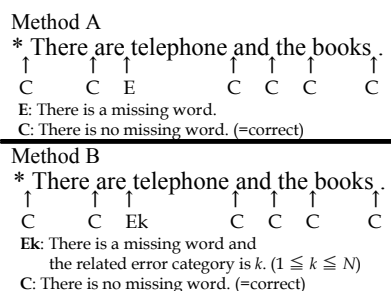 Method A
* There are telephone and the books .
↑ ↑ ↑ ↑ ↑ ↑ ↑
C C E C C C C
E: There is a missing word.
C: There is no missing word. (=correct)
Method B
* There are telephone and the books .
↑ ↑ ↑ ↑ ↑ ↑ ↑
C C Ek C C C C
Ek: There is a missing word and
the related error category is k. (1 ≦ k ≦ N)
C: There is no missing word. (=correct)